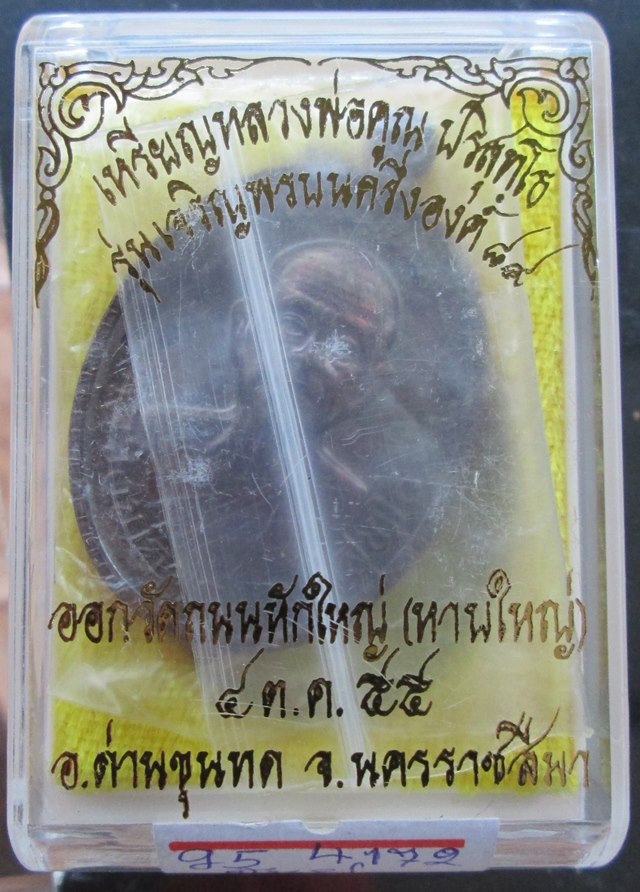 เหรียญหลวงพ่อคูณ ปริสุทโธ
รุ่นเจริญพรบนครึ่งองค์ ๘๙
ออกวัดถนนหักใหญ่ (หาบใหญ่)
๔ ต.ค. ๕๕
อ.ด่านขุนทด จ.นครราชสีมา